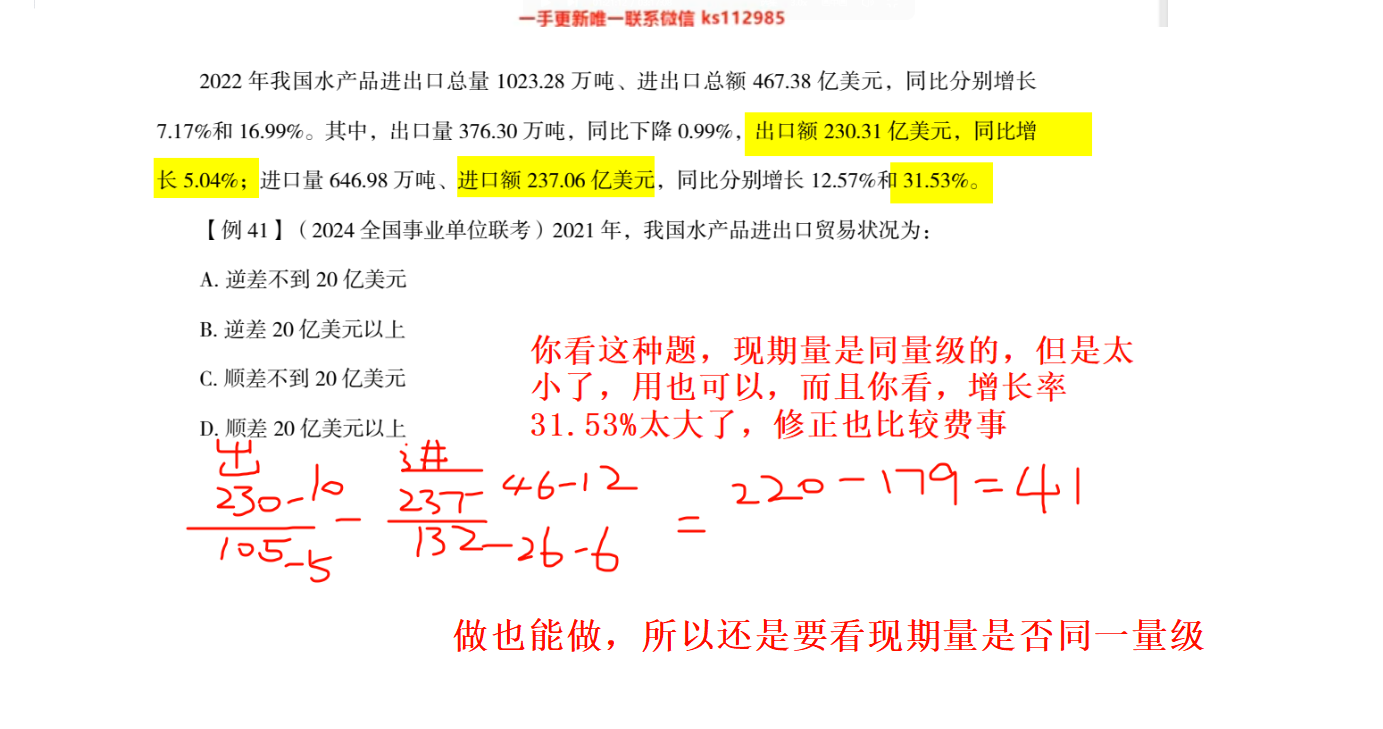 一手更新唯一联系微信 ks112985
2022 年我国水产品进出口总量 1023.28 万吨、进出口总额 467.38 亿美元，同比分别增长
7.17%和 16.99%。其中，出口量 376.30 万吨，同比下降 0.99%，出口额 230.31 亿美元，同比增
长 5.04%；进口量 646.98 万吨、进口额 237.06 亿美元，同比分别增长 12.57%和 31.53%。
【例 41】（2024 全国事业单位联考）2021 年，我国水产品进出口贸易状况为：
A. 逆差不到 20 亿美元
B. 逆差 20 亿美元以上
C. 顺差不到 20 亿美元
D. 顺差 20 亿美元以上
你看这种题，现期量是同量级的，但是太
小了，用也可以，而且你看，增长率
31.53%太大了，修正也比较费事
出 进
230-10 - 237 46-12 = 220-179=41
105-5 132-26-6
做也能做，所以还是要看现期量是否同一量级